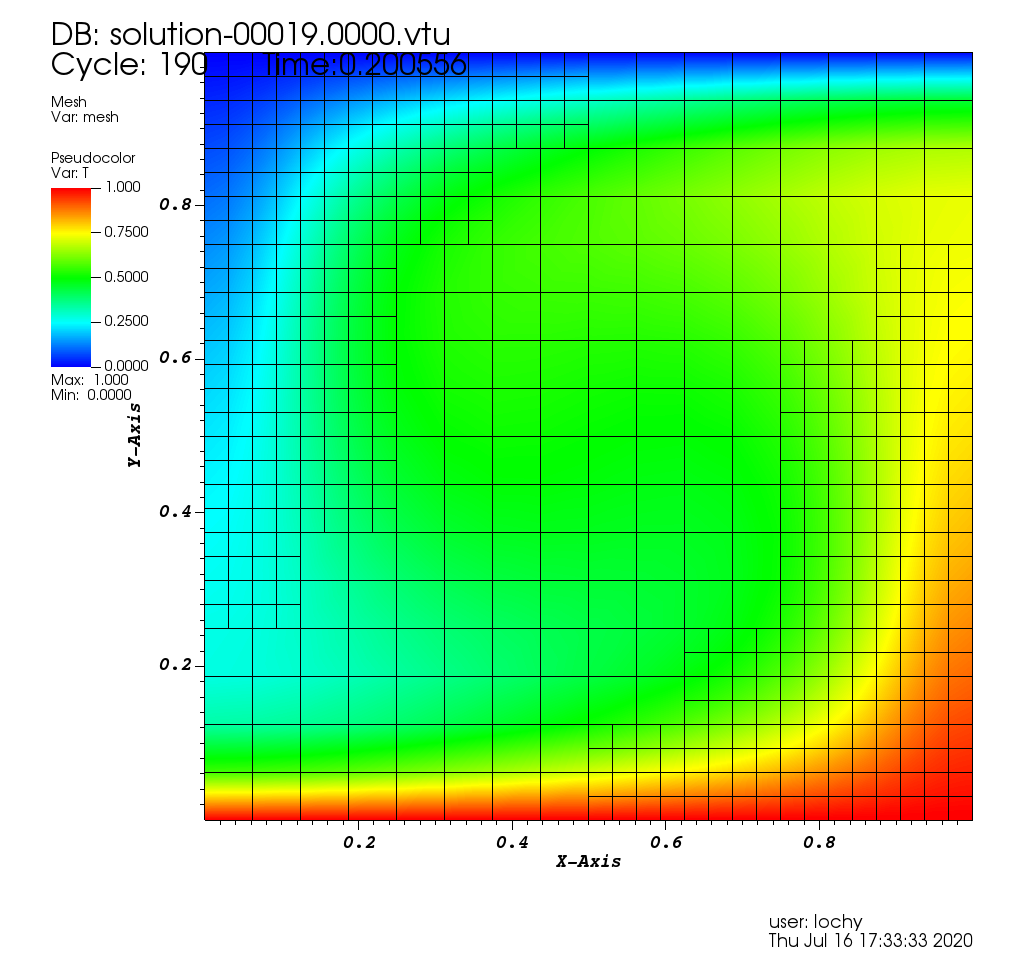 DB: solution-00019.0000.vtu
Cycle: 190 Time:0.200556
Mesh
Var: mesh
Pseudocolor
Var: T
1.000
0.7500
0.5000
0.2500
0.0000
Max: 1.000
Min: 0.0000
0.8
0.6
0.4
0.2
Y-Axis
0.2 0.4 0.6 0.8
X-Axis
user: lochy
Thu Jul 16 17:33:33 2020